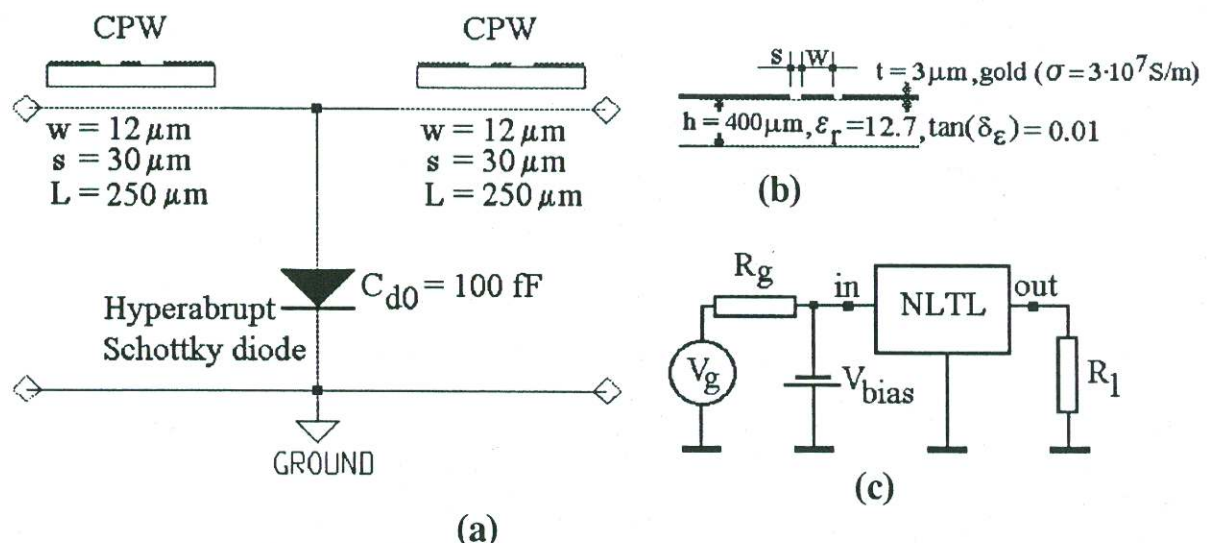 CPW
CPW
w = 12 μm
s = 30 μm
L = 250 μm
w = 12 μm
s = 30 μm
L = 250 μm
C_d0 = 100 fF
Hyperabrupt
Schottky diode
GROUND
(a)
s w
t = 3 μm, gold (σ = 3·10⁷ S/m)
h = 400 μm, ε_r = 12.7, tan(δ_ε) = 0.01
(b)
R_g
in
NLTL
out
V_g
V_bias
R_l
(c)